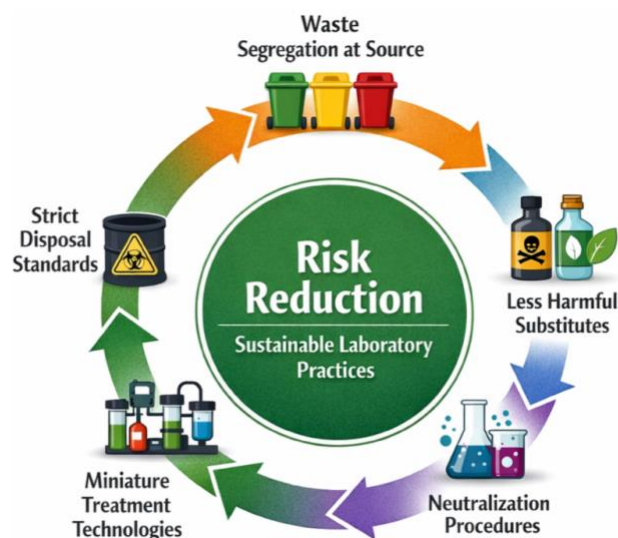 Waste
Segregation at Source
Less Harmful
Substitutes
Neutralization
Procedures
Miniature
Treatment
Technologies
Strict
Disposal
Standards
Risk
Reduction
Sustainable Laboratory
Practices